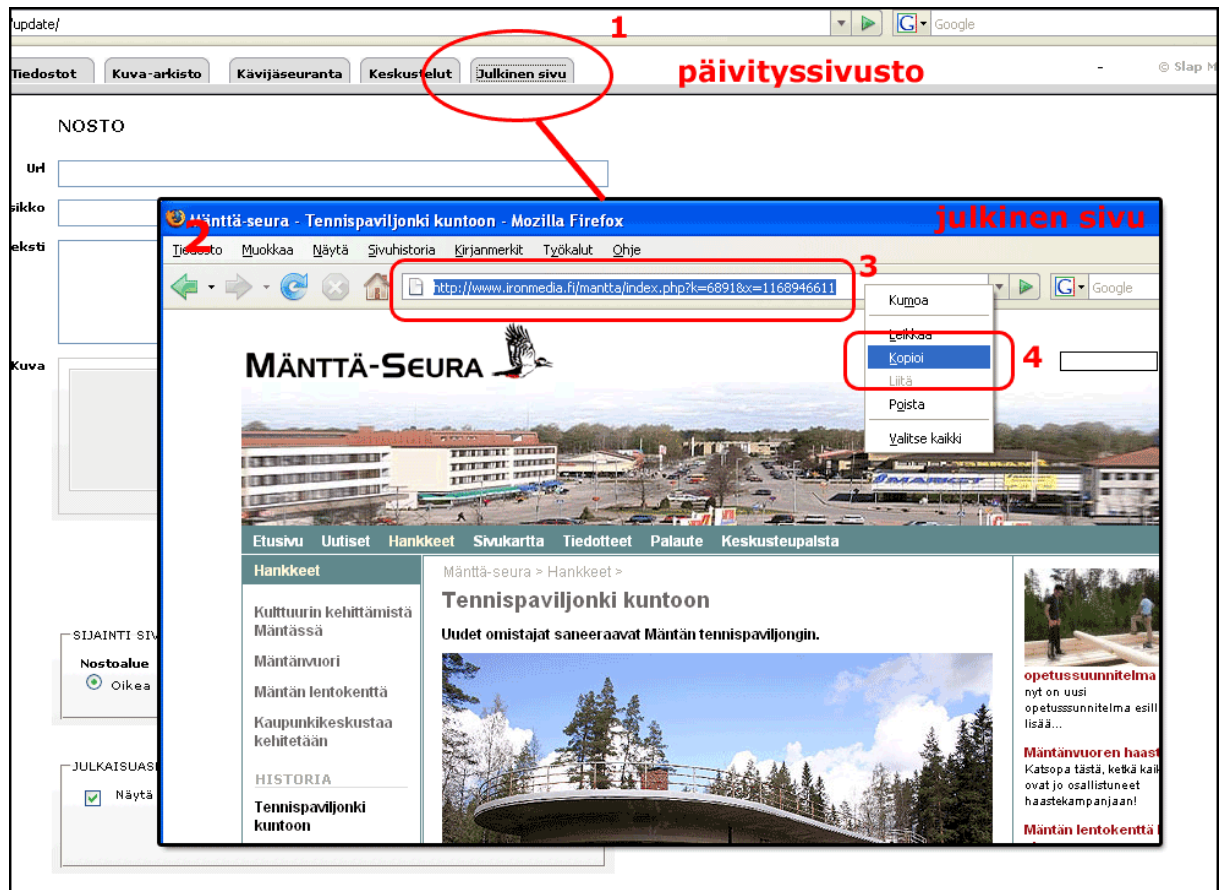 /update/
1
Google
Tiedostot Kuva-arkisto Kävijäseuranta Keskustelut Julkinen sivu
päivityssivusto
-
© Slap M
NOSTO
Url
sikko
eksti
Kuva
Mänttä-seura - Tennispaviljonki kuntoon - Mozilla Firefox
julkinen sivu
2
Tiedosto Muokkaa Näytä Sivuhistoria Kirjanmerkit Työkalut Ohje
3
http://www.ironmedia.fi/mantta/index.php?k=6891&x=1168946611
Google
Kumoa
Leikkaa
Kopioi
4
Liitä
Poista
Valitse kaikki
MÄNTTÄ-SEURA
MARKET
Etusivu Uutiset Hankkeet Sivukartta Tiedotteet Palaute Keskusteupalsta
Hankkeet
Kulttuurin kehittämistä
Mäntässä
Mäntänvuori
Mäntän lentokenttä
Kaupunkikeskustaa
kehitetään
HISTORIA
Tennispaviljonki
kuntoon
Mänttä-seura > Hankkeet >
Tennispaviljonki kuntoon
Uudet omistajat saneeraavat Mäntän tennispaviljongin.
opetussuunnitelma
nyt on uusi
opetusssunnitelma esill
lisää...
Mäntänvuoren haast
Katsopa tästä, ketkä kaik
ovat jo osallistuneet
haastekampanjaan!
Mäntän lentokenttä
SIJAINTI SIV
Nostoalue
Oikea
JULKAISUAS
Näytä